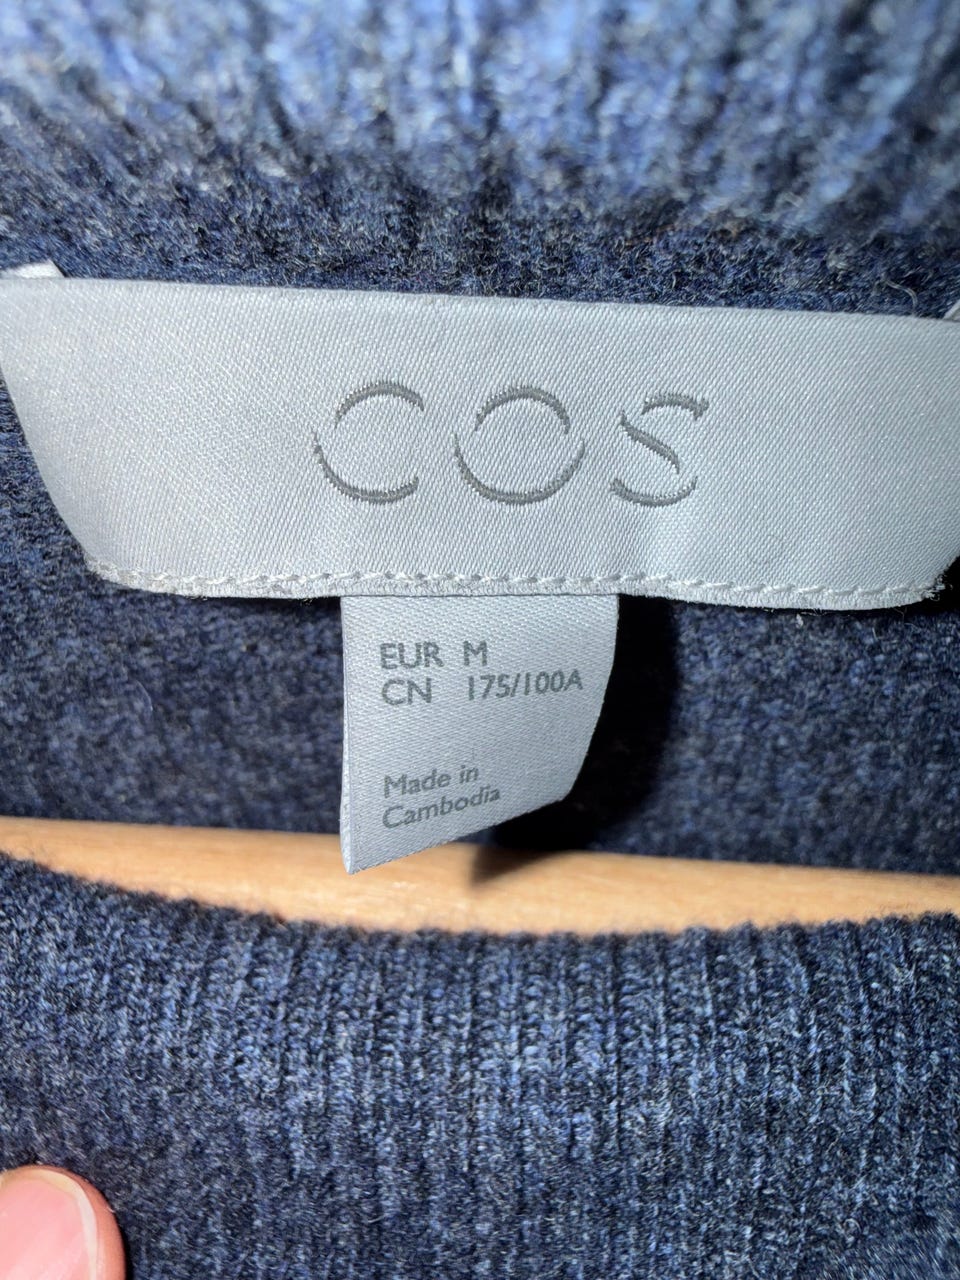 COS
EUR M
CN 175/100A
Made in
Cambodia